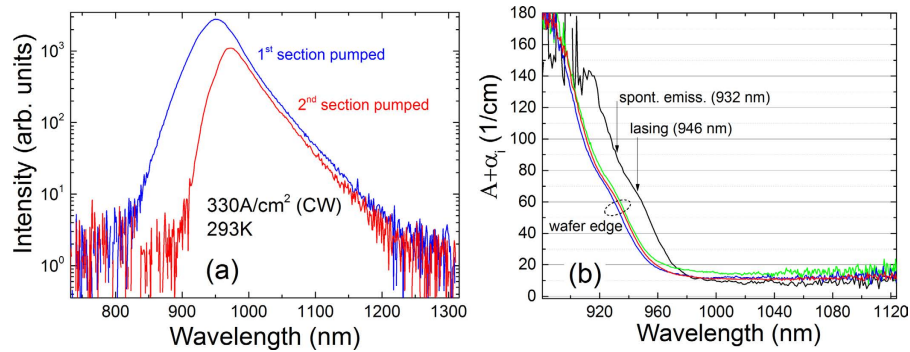 Intensity (arb. units)
10³
10²
10¹
10⁰
1ˢᵗ section pumped
2ⁿᵈ section pumped
330A/cm² (CW)
293K
(a)
800 900 1000 1100 1200 1300
Wavelength (nm)
A+αᵢ (1/cm)
180
160
140
120
100
80
60
40
20
0
spont. emiss. (932 nm)
lasing (946 nm)
wafer edge
(b)
920 960 1000 1040 1080 1120
Wavelength (nm)